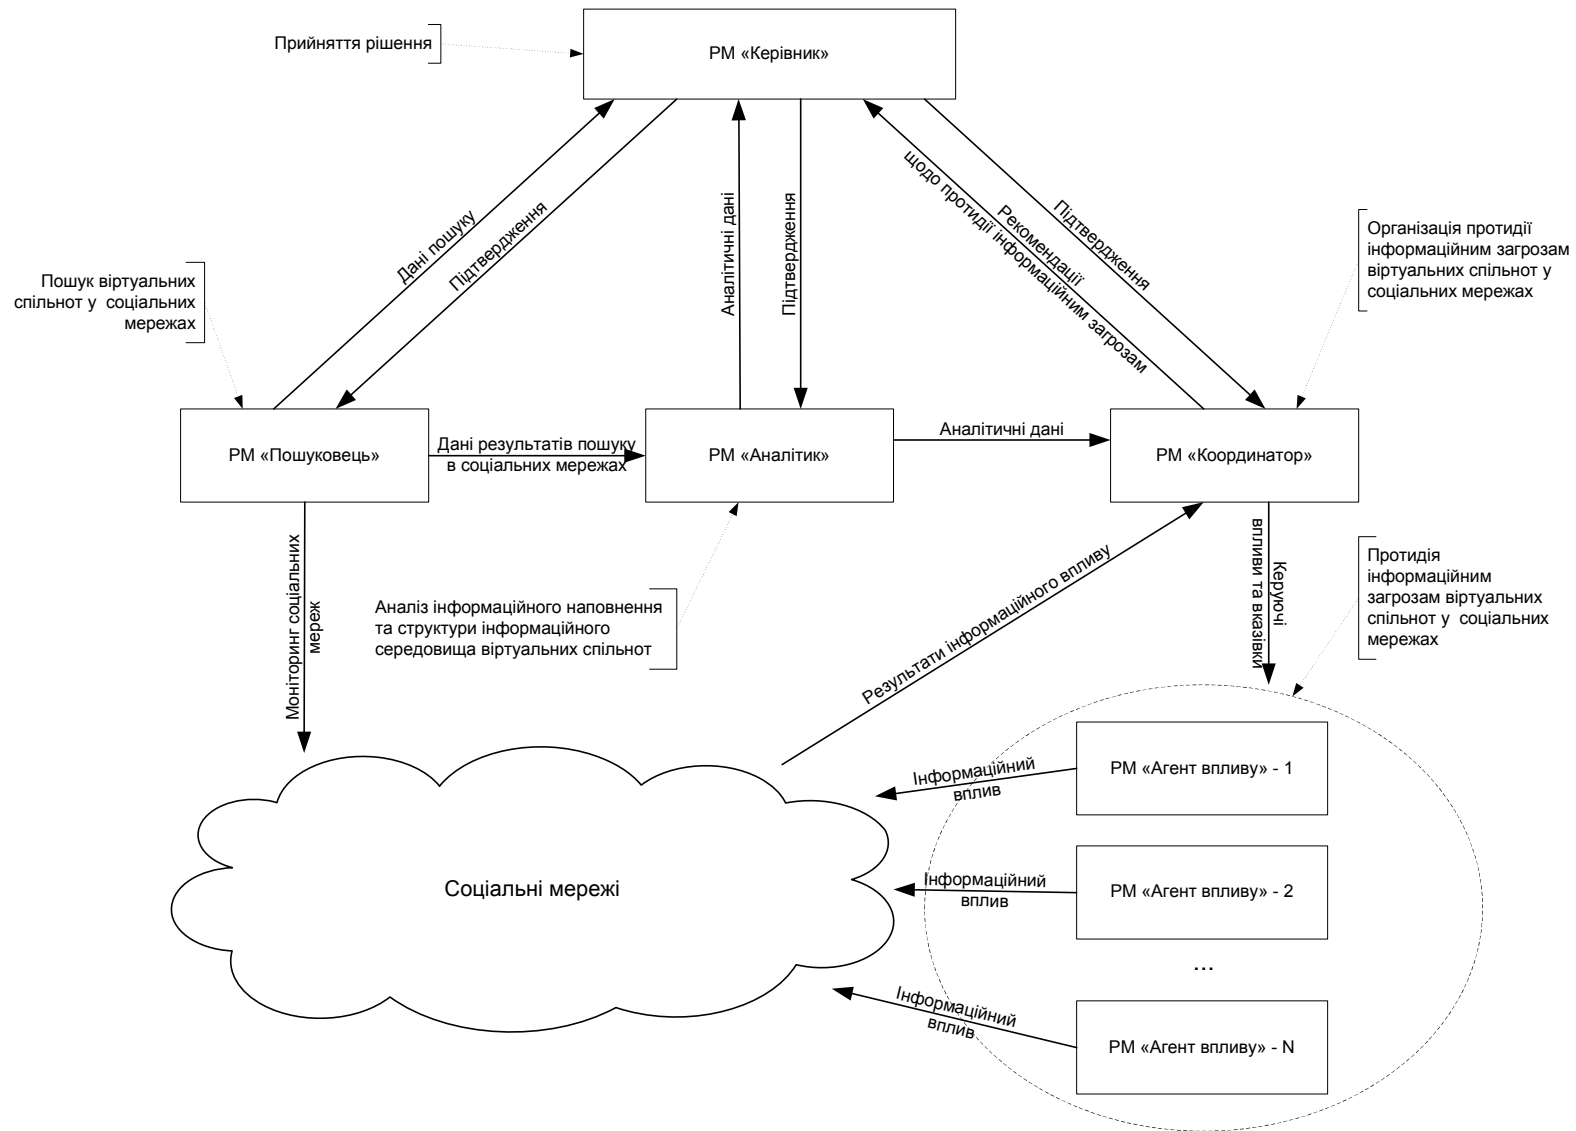 Прийняття рішення
РМ «Керівник»
Дані пошуку
Підтвердження
Аналітичні дані
Підтвердження
Рекомендації
щодо протидії інформаційним загрозам
Підтвердження
Пошук віртуальних
спільнот у соціальних
мережах
Організація протидії
інформаційним загрозам
віртуальних спільнот у
соціальних мережах
РМ «Пошуковець»
Дані результатів пошуку
в соціальних мережах
РМ «Аналітик»
Аналітичні дані
РМ «Координатор»
Моніторинг соціальних
мереж
Аналіз інформаційного наповнення
та структури інформаційного
середовища віртуальних спільнот
Результати інформаційного впливу
Керуючі
впливи та вказівки
Протидія
інформаційним
загрозам віртуальних
спільнот у соціальних
мережах
Соціальні мережі
Інформаційний
вплив
РМ «Агент впливу» - 1
Інформаційний
вплив
РМ «Агент впливу» - 2
...
Інформаційний
вплив
РМ «Агент впливу» - N